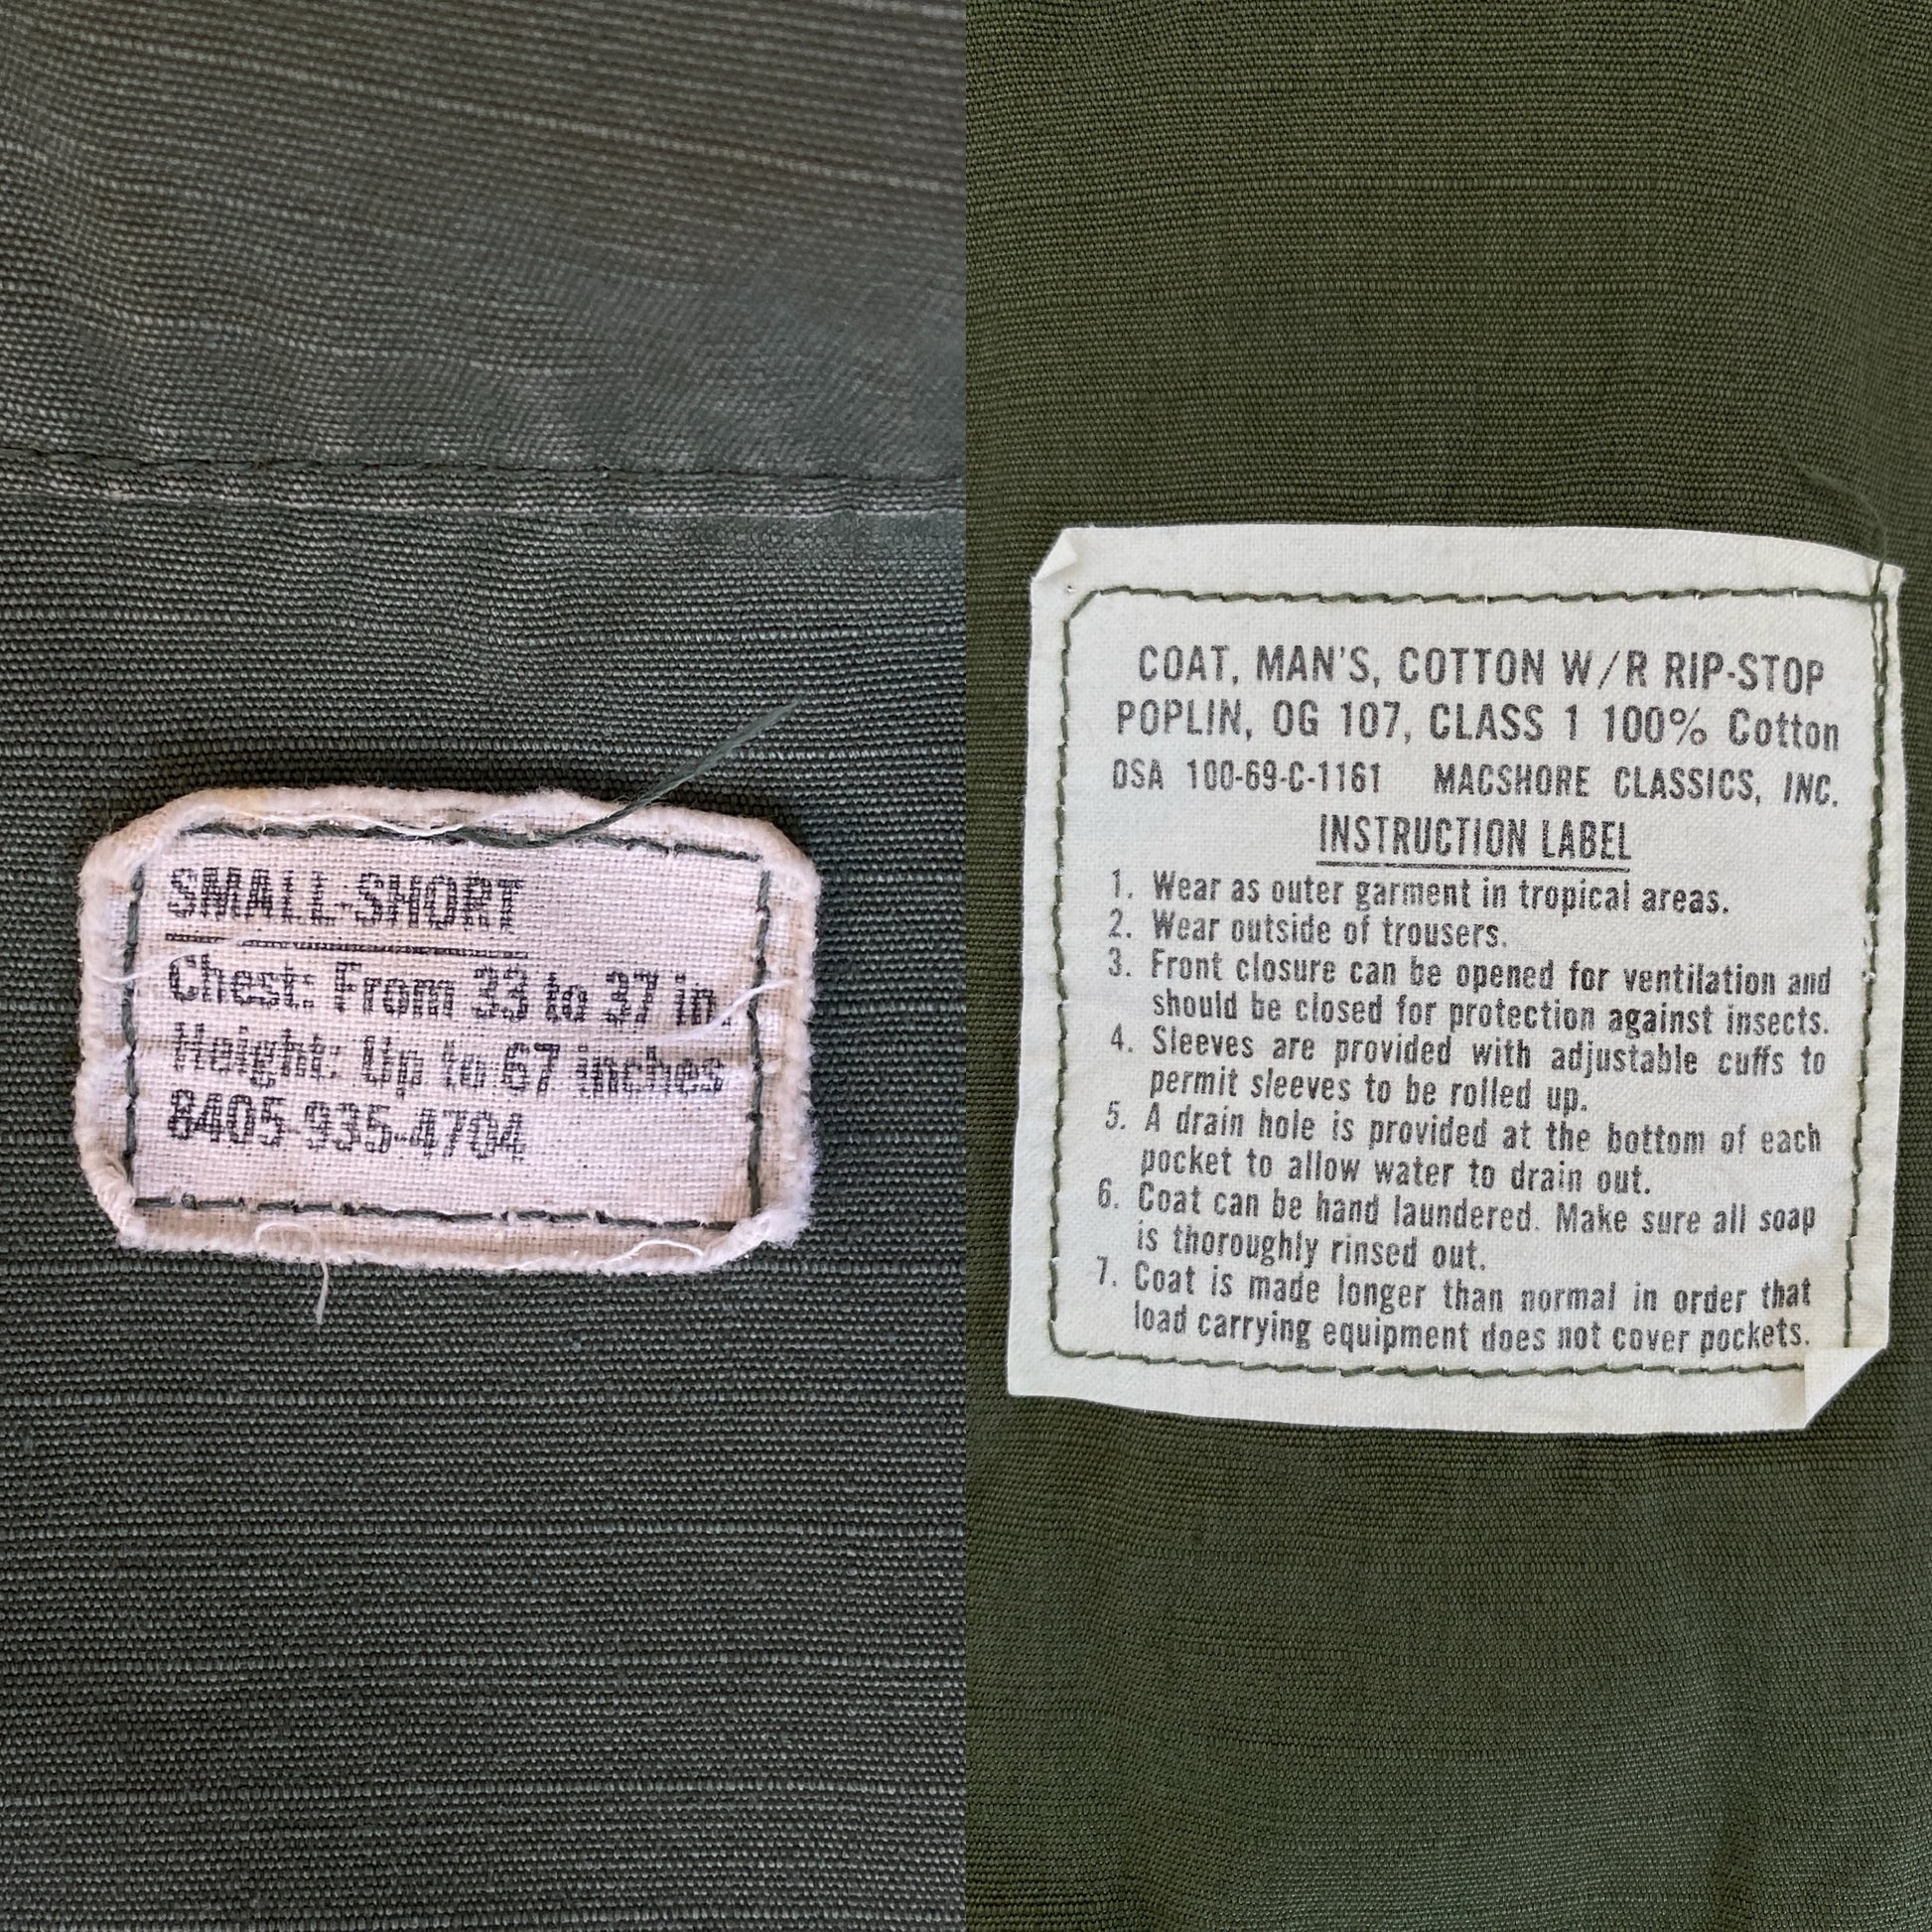 SMALL-SHORT
Chest: From 33 to 37 in.
Height: Up to 67 inches
8405-935-4704
COAT, MAN'S, COTTON W/R RIP-STOP
POPLIN, OG 107, CLASS 1 100% Cotton
DSA 100-69-C-1161 MACSHORE CLASSICS, INC.
INSTRUCTION LABEL
1. Wear as outer garment in tropical areas.
2. Wear outside of trousers.
3. Front closure can be opened for ventilation and
should be closed for protection against insects.
4. Sleeves are provided with adjustable cuffs to
permit sleeves to be rolled up.
5. A drain hole is provided at the bottom of each
pocket to allow water to drain out.
6. Coat can be hand laundered. Make sure all soap
is thoroughly rinsed out.
7. Coat is made longer than normal in order that
load carrying equipment does not cover pockets.